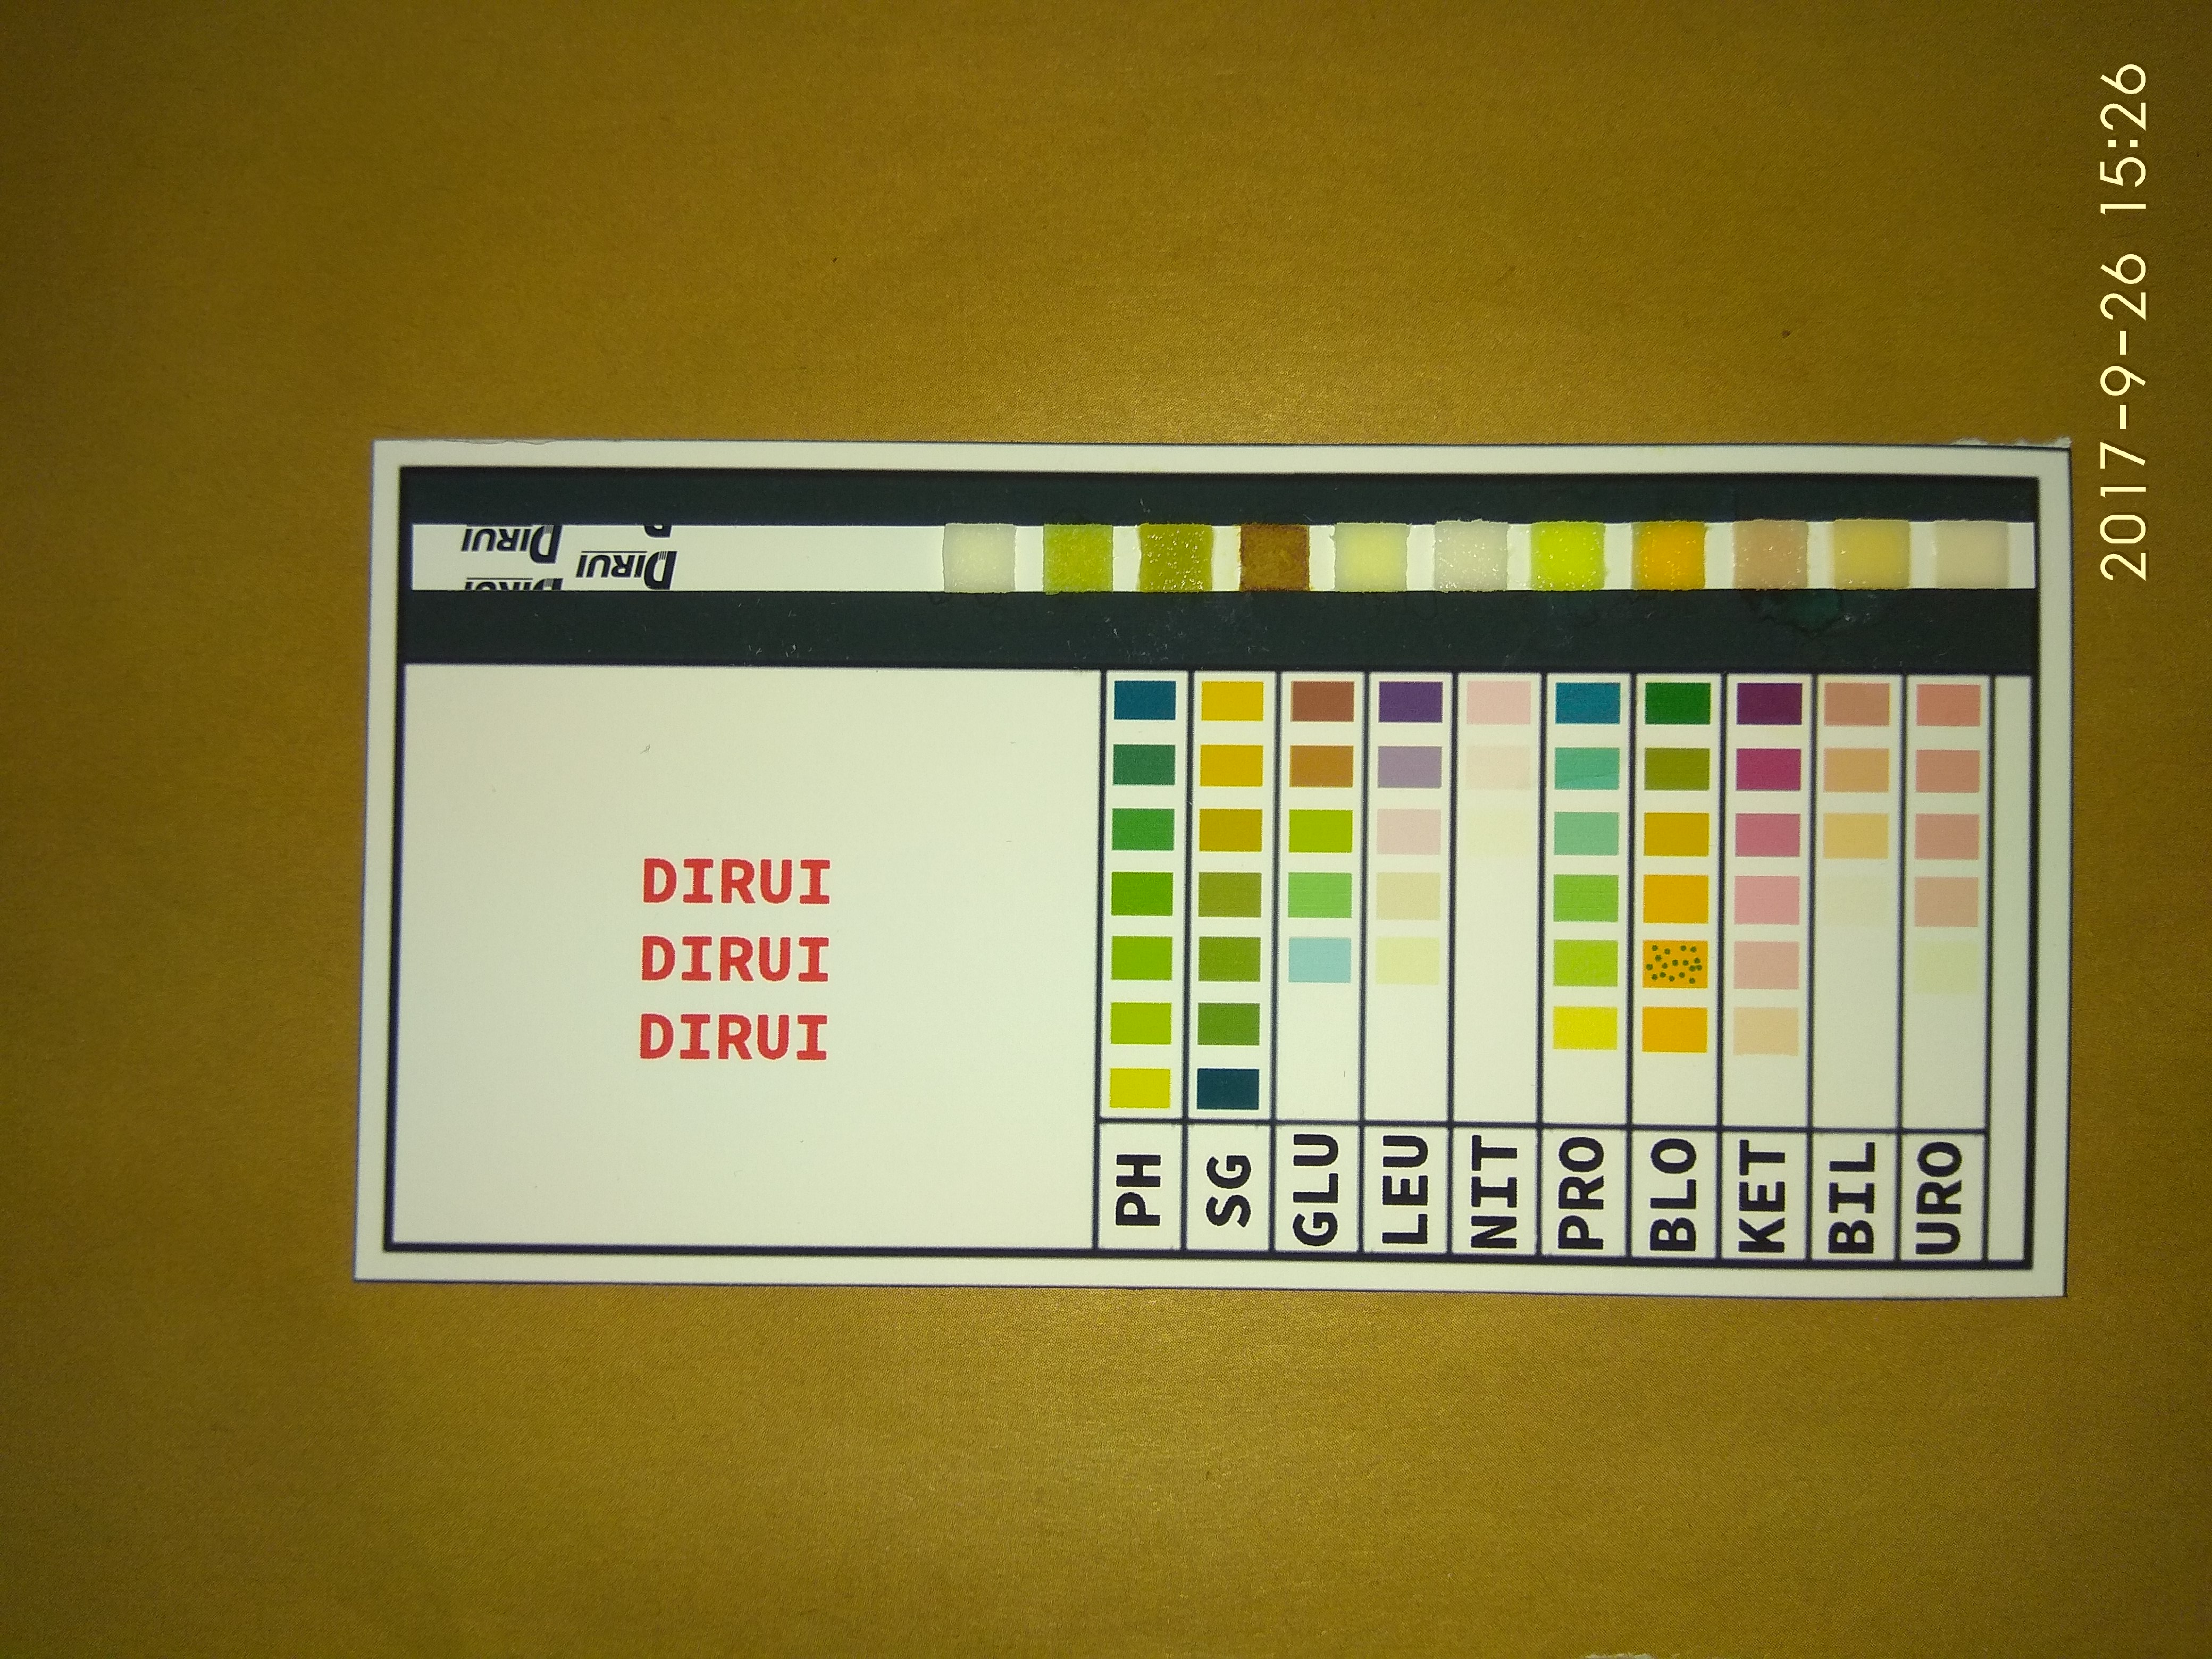 DIRUI
DIRUI
DIRUI
DIRUI
DIRUI
DIRUI
PH
SG
GLU
LEU
NIT
PRO
BLO
KET
BIL
URO
2017-9-26 15:26